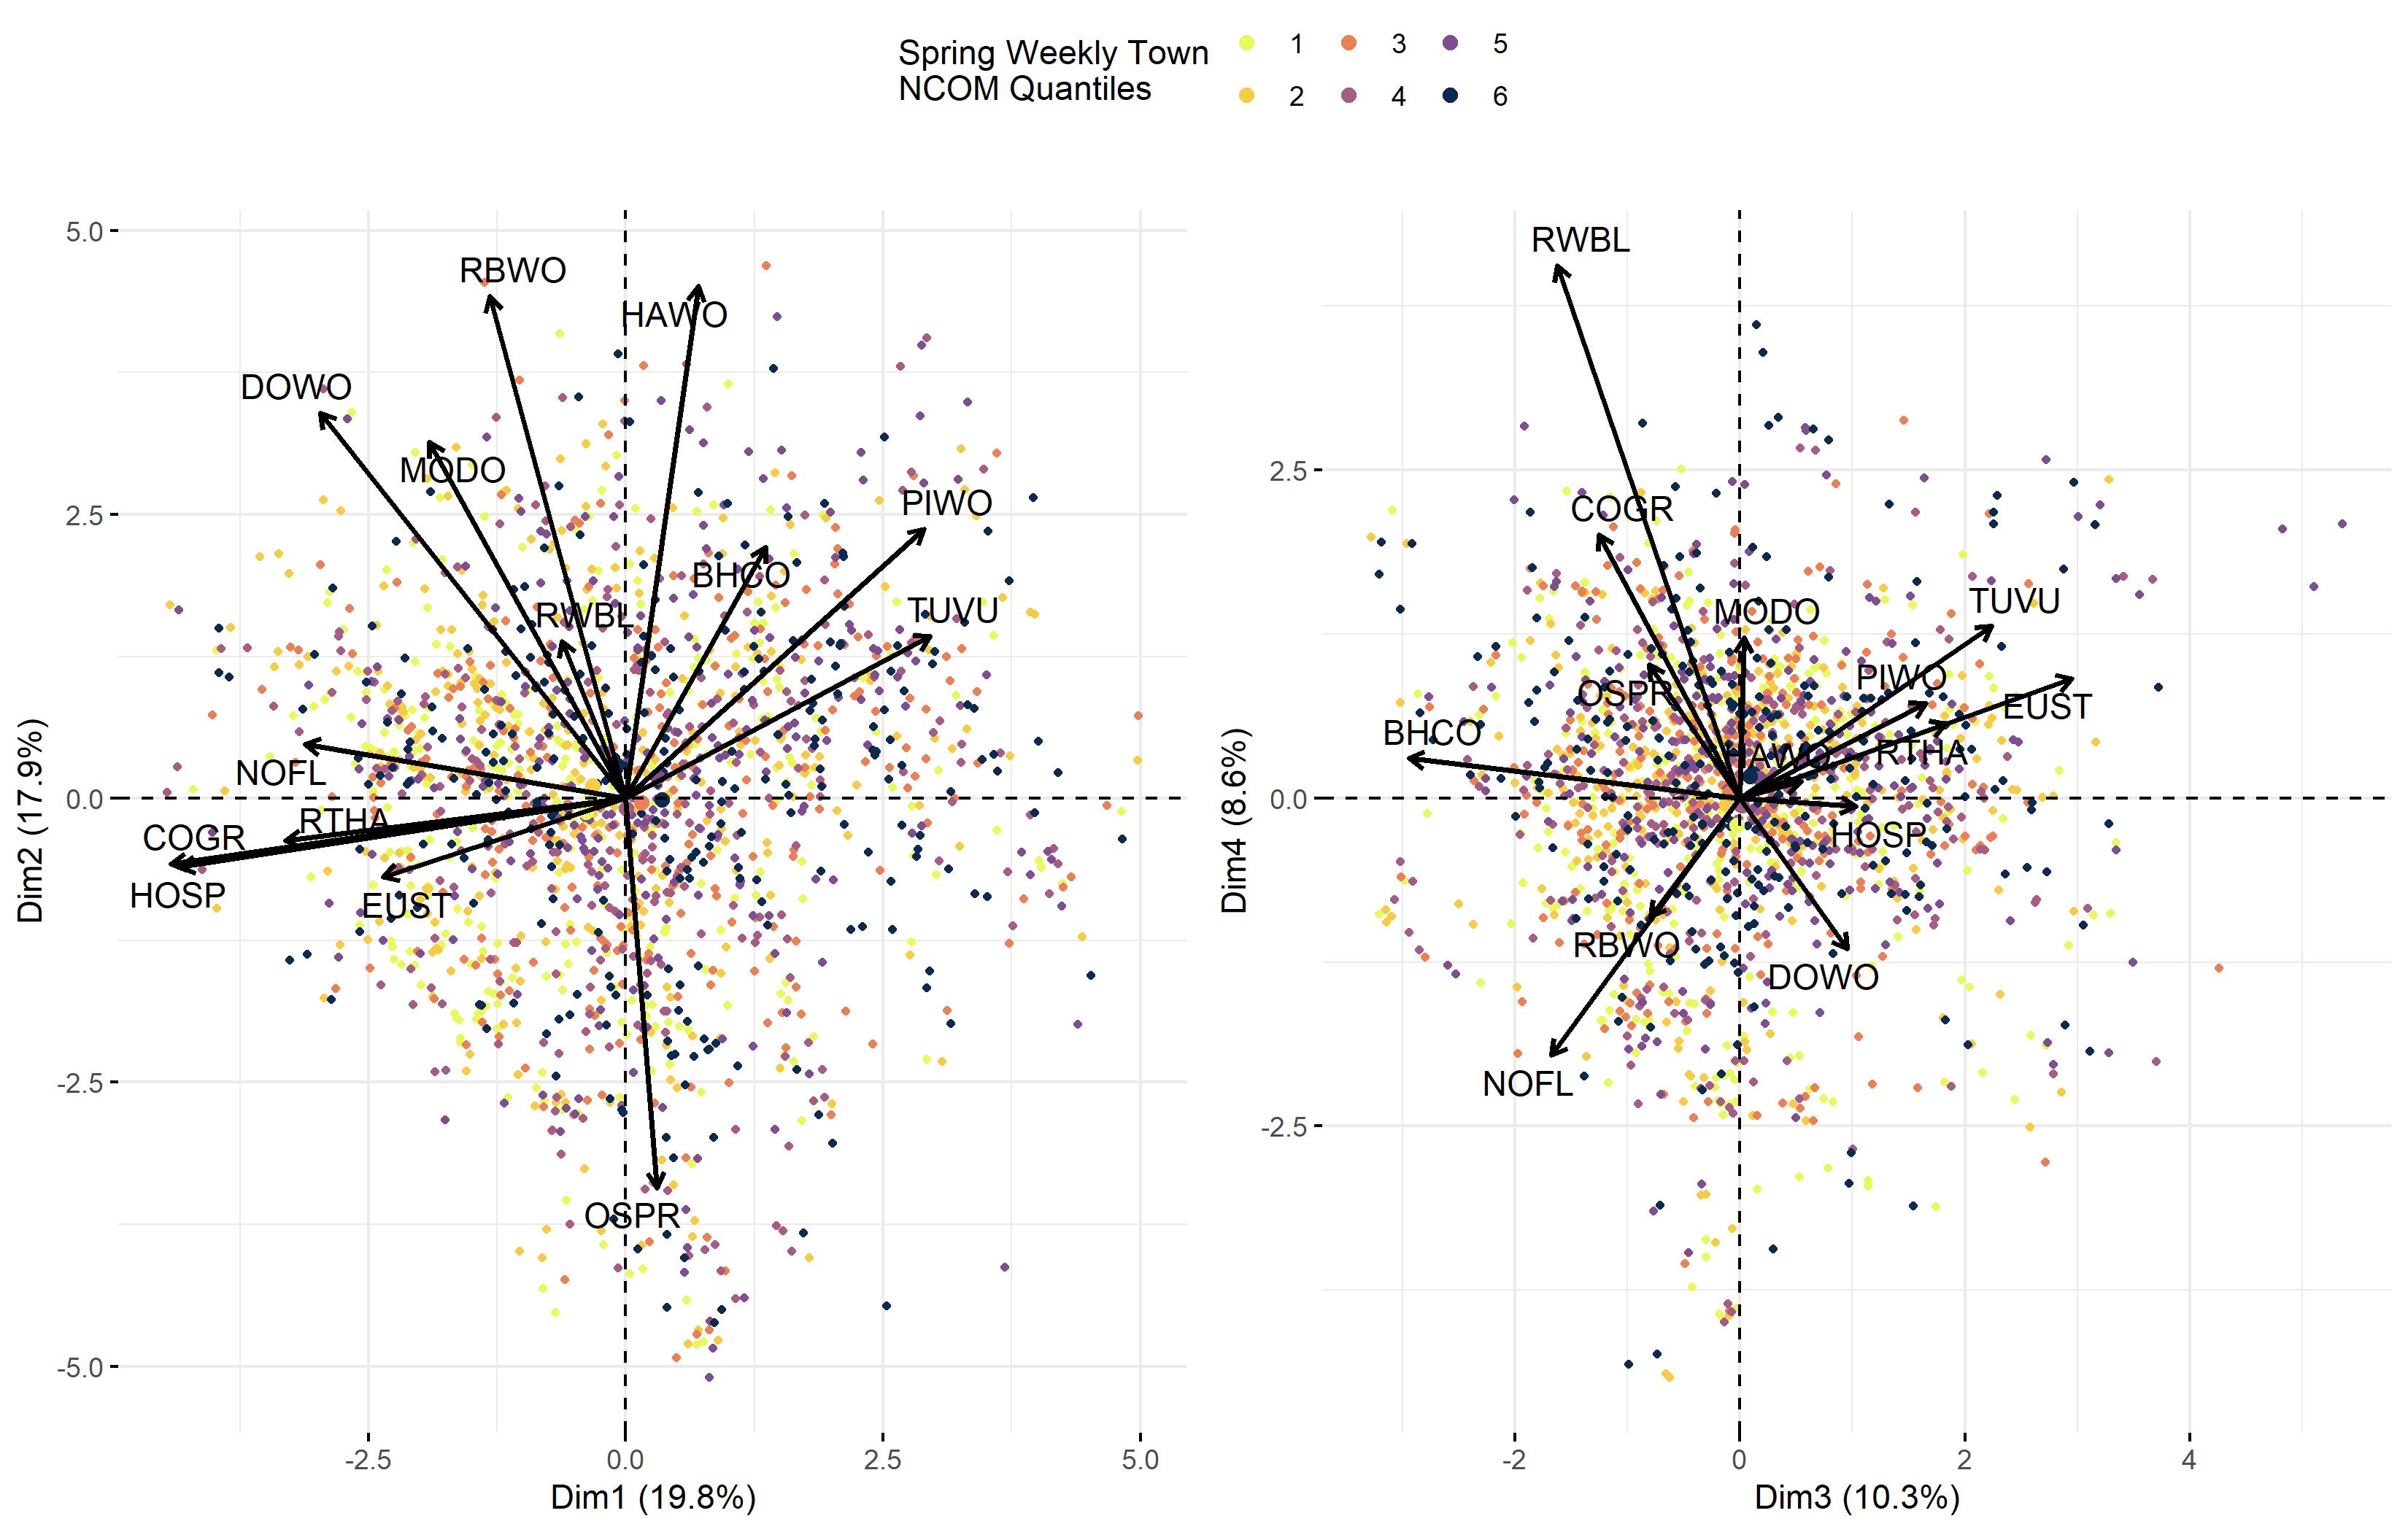 Spring Weekly Town
NCOM Quantiles
1 3 5
2 4 6
5.0
2.5
0.0
-2.5
-5.0
Dim2 (17.9%)
RBWO
HAWO
DOWO
MODO
PIWO
BHCO
RWBL
TUVU
NOFL
RTHA
COGR
HOSP
EUST
OSPR
-2.5 0.0 2.5 5.0
Dim1 (19.8%)
2.5
0.0
-2.5
Dim4 (8.6%)
RWBL
COGR
MODO
TUVU
PIWO
OSPR
EUST
BHCO
HAWO
RTHA
HOSP
RBWO
DOWO
NOFL
-2 0 2 4
Dim3 (10.3%)